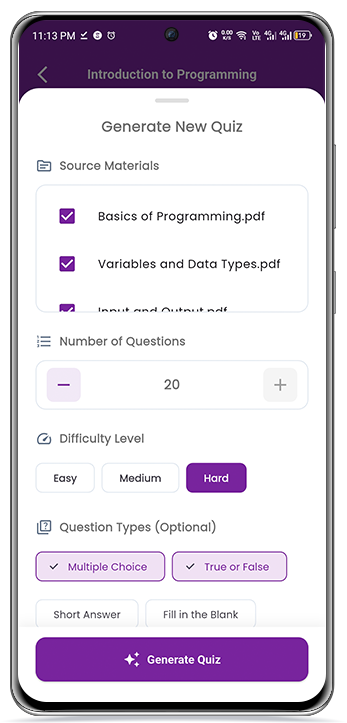 11:13 PM
0.00 K/S Vo LTE 4G 4G 19
Introduction to Programming
Generate New Quiz
Source Materials
Basics of Programming.pdf
Variables and Data Types.pdf
Input and Output.pdf
Number of Questions
20
Difficulty Level
Easy Medium Hard
Question Types (Optional)
Multiple Choice True or False
Short Answer Fill in the Blank
Generate Quiz